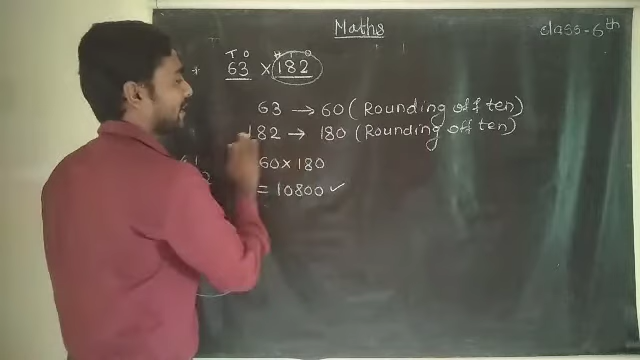 Maths
class-6th
T O H T O
* 63 × 182
63 → 60 (Rounding off ten)
182 → 180 (Rounding off ten)
60 × 180
= 10800 ✓